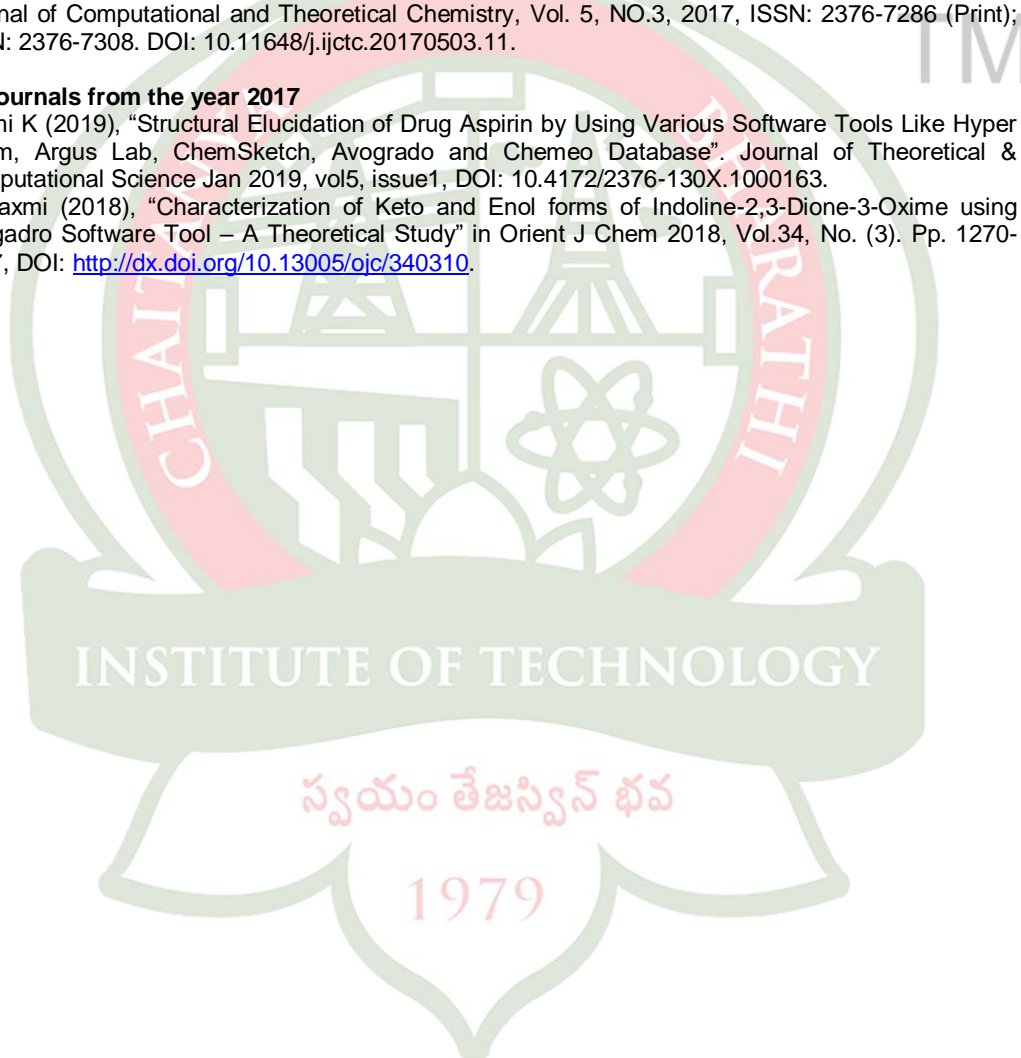 nal of Computational and Theoretical Chemistry, Vol. 5, NO.3, 2017, ISSN: 2376-7286 (Print);
N: 2376-7308. DOI: 10.11648/j.ijctc.20170503.11.
TM
ournals from the year 2017
ni K (2019), “Structural Elucidation of Drug Aspirin by Using Various Software Tools Like Hyper
m, Argus Lab, ChemSketch, Avogrado and Chemeo Database”. Journal of Theoretical &
putational Science Jan 2019, vol5, issue1, DOI: 10.4172/2376-130X.1000163.
axmi (2018), “Characterization of Keto and Enol forms of Indoline-2,3-Dione-3-Oxime using
gadro Software Tool – A Theoretical Study” in Orient J Chem 2018, Vol.34, No. (3). Pp. 1270-
7, DOI: http://dx.doi.org/10.13005/ojc/340310.
CHAITANYA BHARATHI
INSTITUTE OF TECHNOLOGY
స్వయం తేజస్విన్ భవ
1979